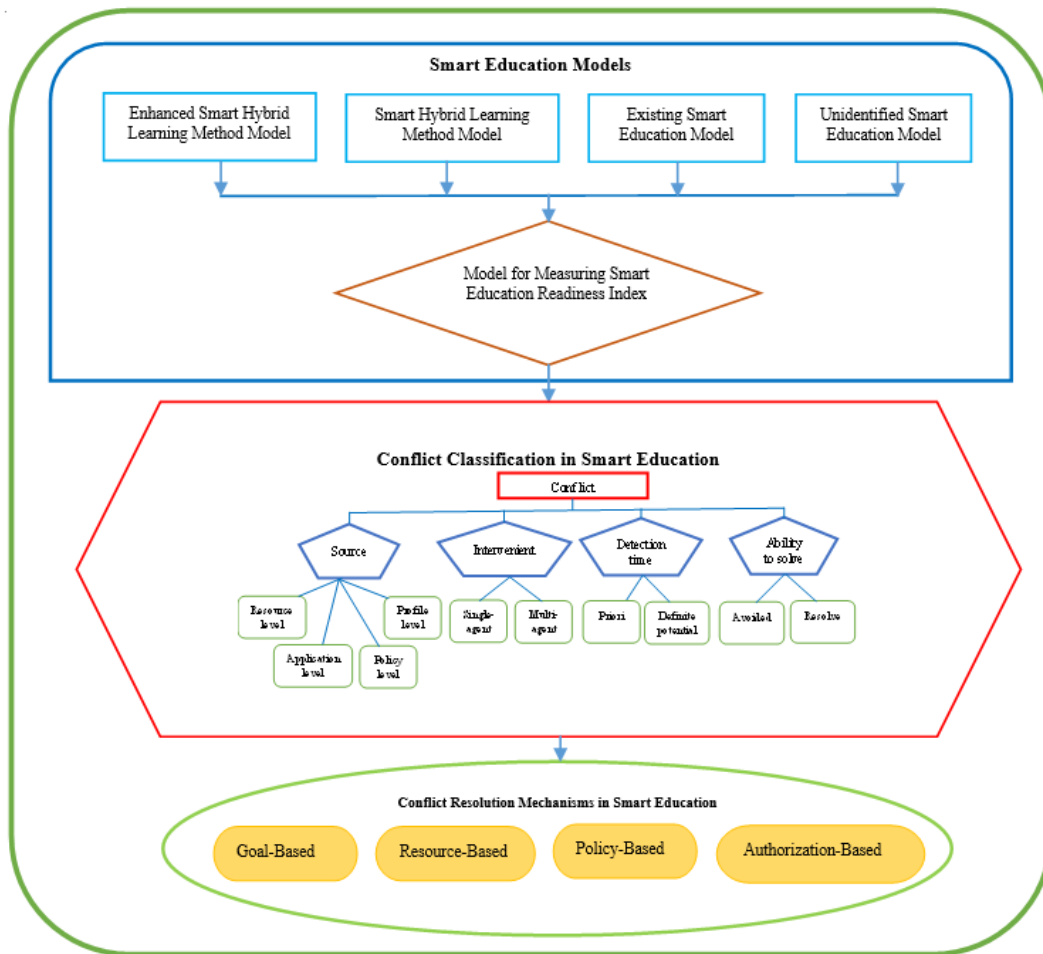 Smart Education Models
Enhanced Smart Hybrid
Learning Method Model
Smart Hybrid Learning
Method Model
Existing Smart
Education Model
Unidentified Smart
Education Model
Model for Measuring Smart
Education Readiness Index
Conflict Classification in Smart Education
Conflict
Source
Intervenient
Detection
time
Ability
to solve
Resource
level
Application
level
Policy
level
Profile
level
Single-
agent
Multi-
agent
Priori
Definite
potential
Avoided
Resolve
Conflict Resolution Mechanisms in Smart Education
Goal-Based
Resource-Based
Policy-Based
Authorization-Based